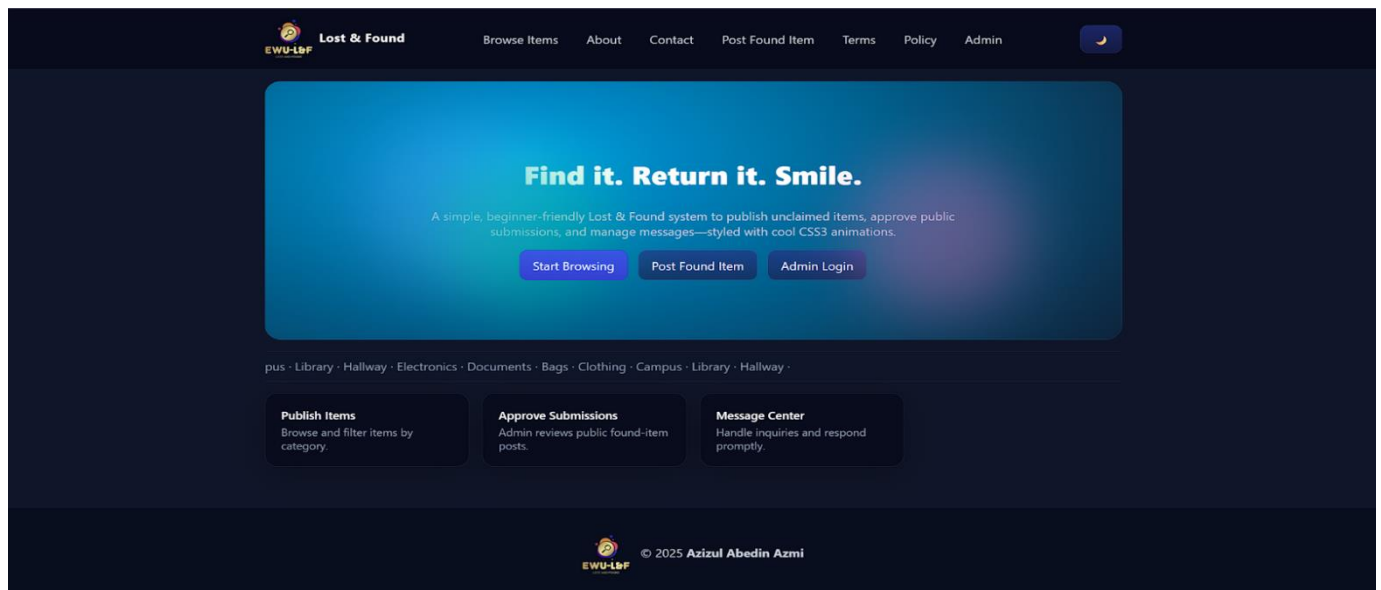 EWU-L&F
Lost & Found
Browse Items
About
Contact
Post Found Item
Terms
Policy
Admin
Find it. Return it. Smile.
A simple, beginner-friendly Lost & Found system to publish unclaimed items, approve public
submissions, and manage messages—styled with cool CSS3 animations.
Start Browsing
Post Found Item
Admin Login
pus · Library · Hallway · Electronics · Documents · Bags · Clothing · Campus · Library · Hallway ·
Publish Items
Browse and filter items by
category.
Approve Submissions
Admin reviews public found-item
posts.
Message Center
Handle inquiries and respond
promptly.
EWU-L&F
© 2025 Azizul Abedin Azmi